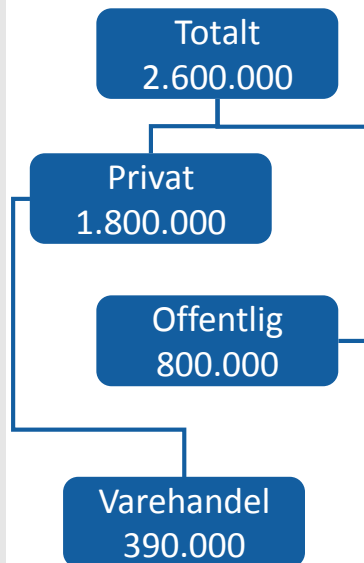 Totalt
2.600.000
Privat
1.800.000
Offentlig
800.000
Varehandel
390.000